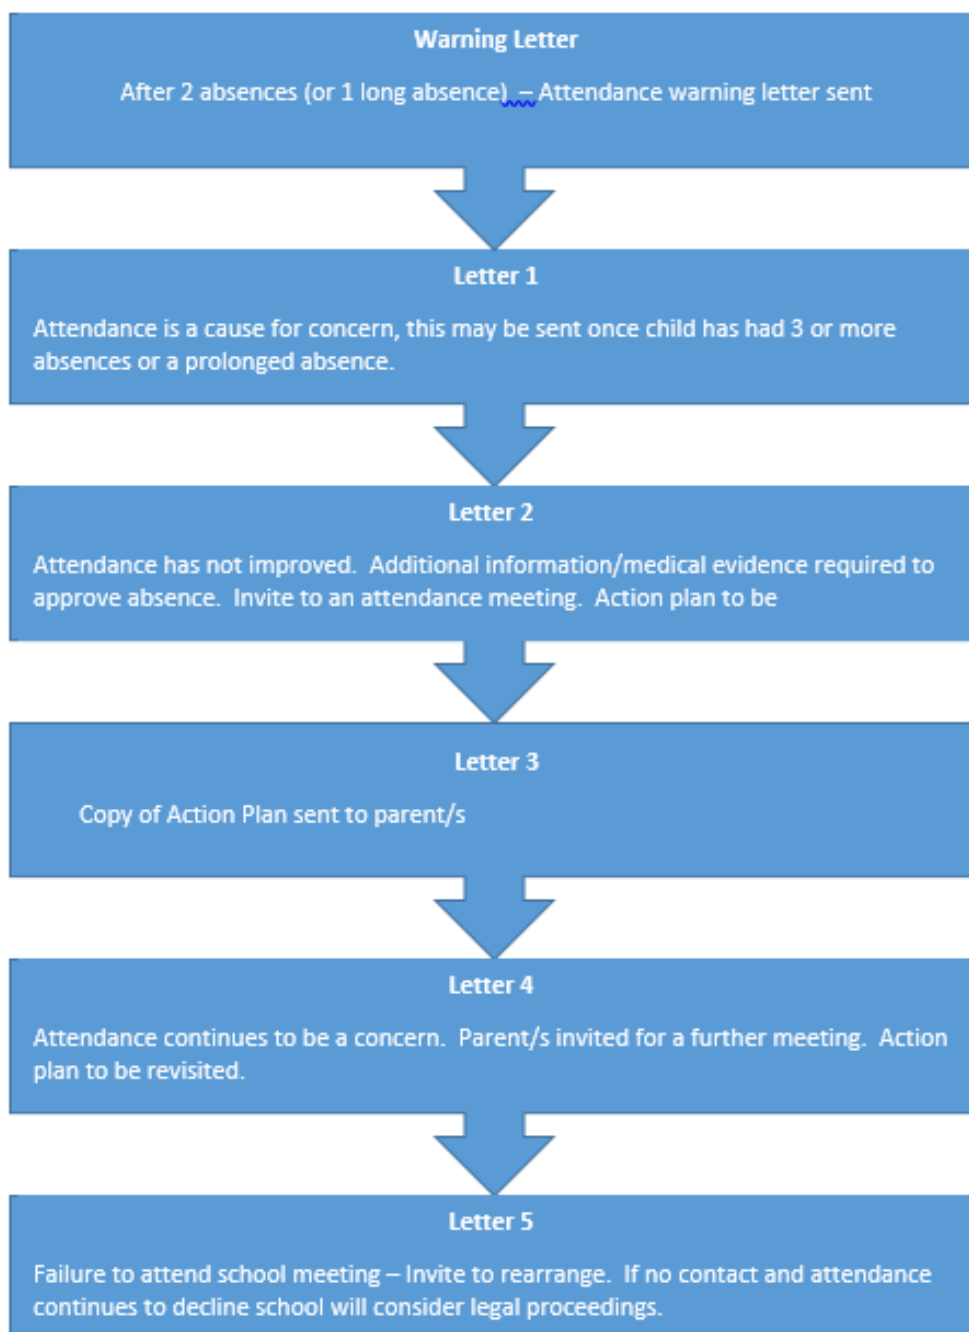 Warning Letter
After 2 absences (or 1 long absence) – Attendance warning letter sent
Letter 1
Attendance is a cause for concern, this may be sent once child has had 3 or more
absences or a prolonged absence.
Letter 2
Attendance has not improved. Additional information/medical evidence required to
approve absence. Invite to an attendance meeting. Action plan to be
Letter 3
Copy of Action Plan sent to parent/s
Letter 4
Attendance continues to be a concern. Parent/s invited for a further meeting. Action
plan to be revisited.
Letter 5
Failure to attend school meeting – Invite to rearrange. If no contact and attendance
continues to decline school will consider legal proceedings.